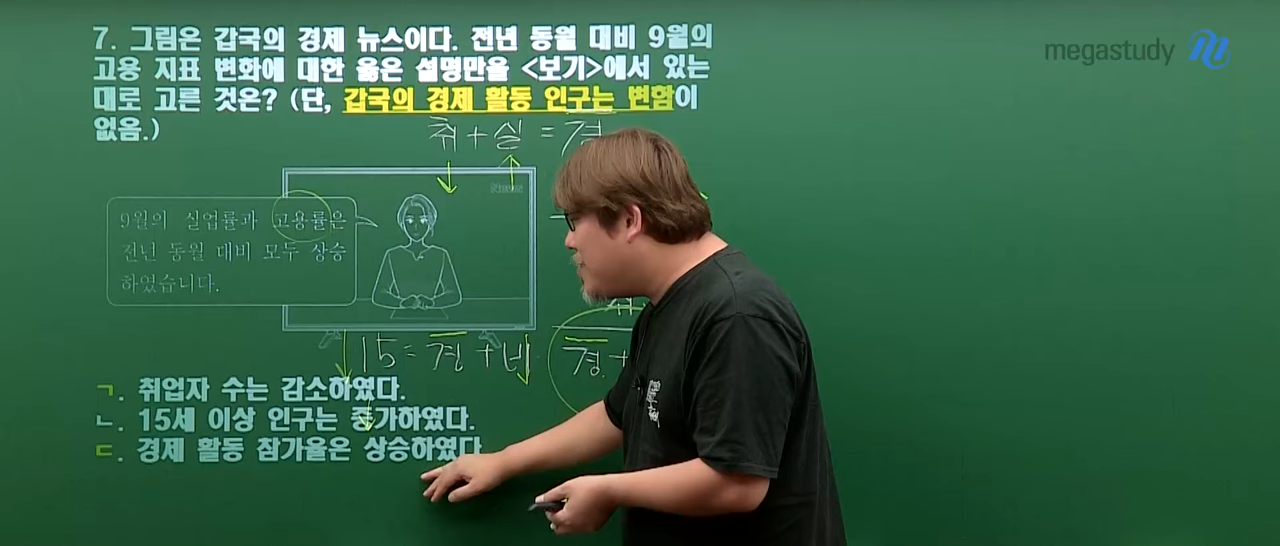 7. 그림은 갑국의 경제 뉴스이다. 전년 동월 대비 9월의
고용 지표 변화에 대한 옳은 설명만을 <보기>에서 있는
대로 고른 것은? (단, 갑국의 경제 활동 인구는 변함이
없음.)
megastudy
취 + 실 = 경
News
9월의 실업률과 고용률은
전년 동월 대비 모두 상승
하였습니다.
15 = 경 + 비
경 +
ㄱ. 취업자 수는 감소하였다.
ㄴ. 15세 이상 인구는 증가하였다.
ㄷ. 경제 활동 참가율은 상승하였다.